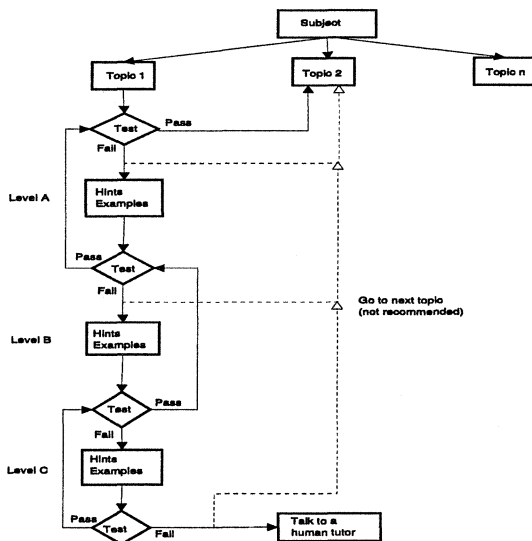 Subject
Topic 1
Topic 2
Topic n
Test
Pass
Fail
Level A
Hints
Examples
Pass
Test
Fail
Go to next topic
(not recommended)
Level B
Hints
Examples
Test
Pass
Fail
Hints
Examples
Level C
Pass
Test
Fail
Talk to a
human tutor